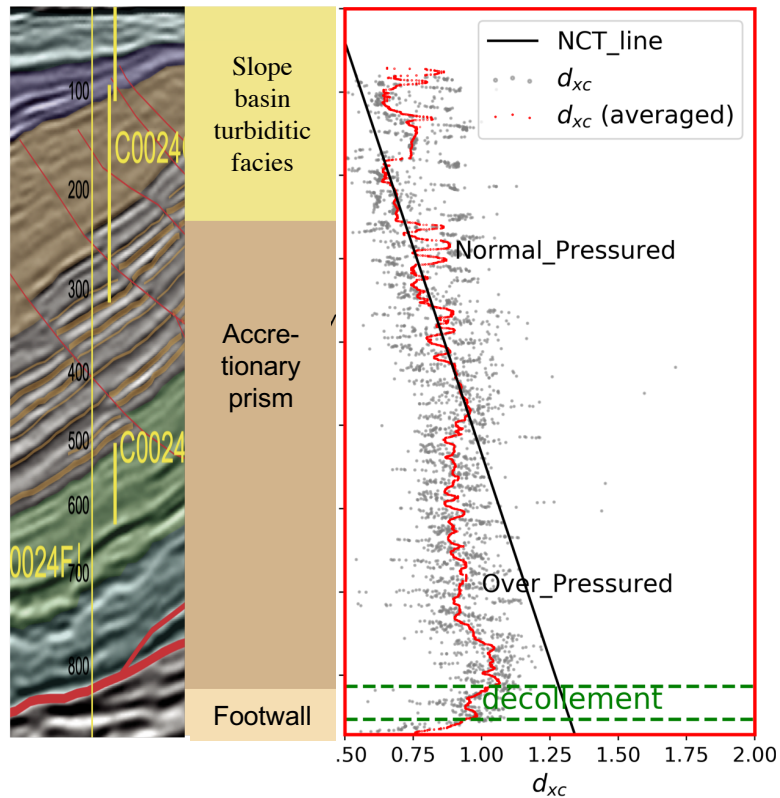 100
C0024
200
300
400
500
C0024
600
0024F
700
800
Slope
basin
turbiditic
facies
Accre-
tionary
prism
Footwall
NCT_line
dxc
dxc (averaged)
Normal_Pressured
Over_Pressured
décollement
.50 0.75 1.00 1.25 1.50 1.75 2.00
dxc